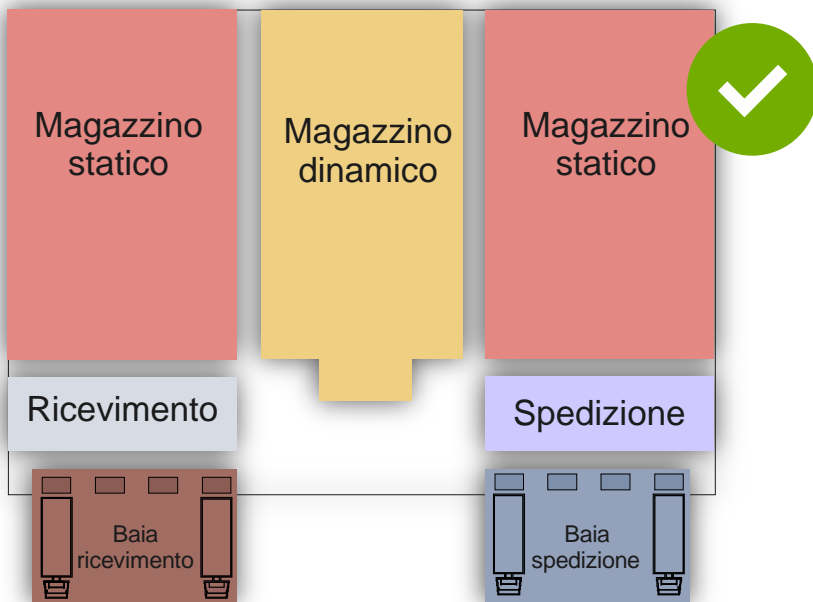 Magazzino
statico
Magazzino
dinamico
Magazzino
statico
Ricevimento
Spedizione
Baia
ricevimento
Baia
spedizione